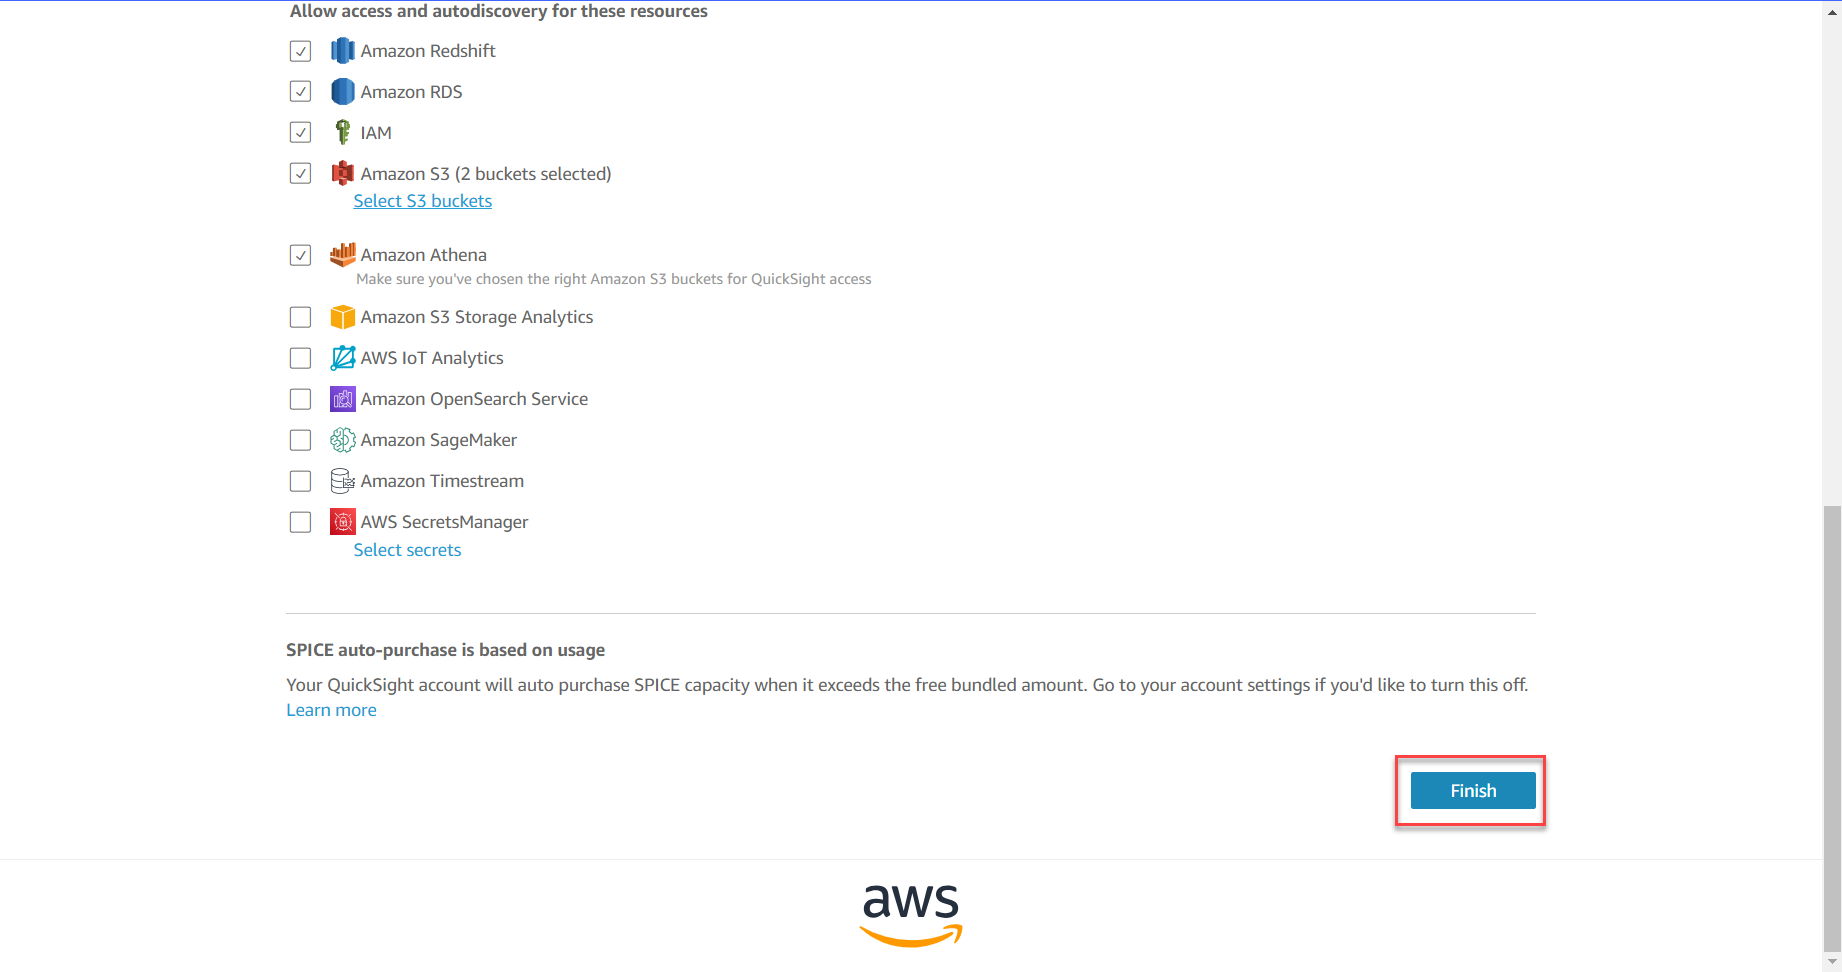 Allow access and autodiscovery for these resources
Amazon Redshift
Amazon RDS
IAM
Amazon S3 (2 buckets selected)
Select S3 buckets
Amazon Athena
Make sure you've chosen the right Amazon S3 buckets for QuickSight access
Amazon S3 Storage Analytics
AWS IoT Analytics
Amazon OpenSearch Service
Amazon SageMaker
Amazon Timestream
AWS SecretsManager
Select secrets
SPICE auto-purchase is based on usage
Your QuickSight account will auto purchase SPICE capacity when it exceeds the free bundled amount. Go to your account settings if you'd like to turn this off.
Learn more
Finish
aws